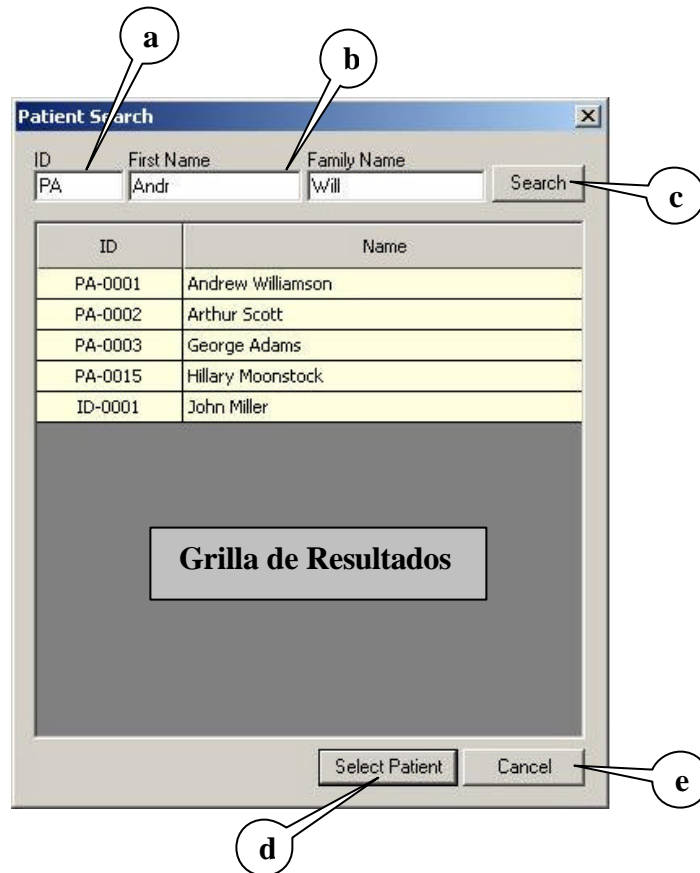 a
b
Patient Search
ID First Name Family Name
PA Andr Will Search
c
ID Name
PA-0001 Andrew Williamson
PA-0002 Arthur Scott
PA-0003 George Adams
PA-0015 Hillary Moonstock
ID-0001 John Miller
Grilla de Resultados
Select Patient Cancel
e
d